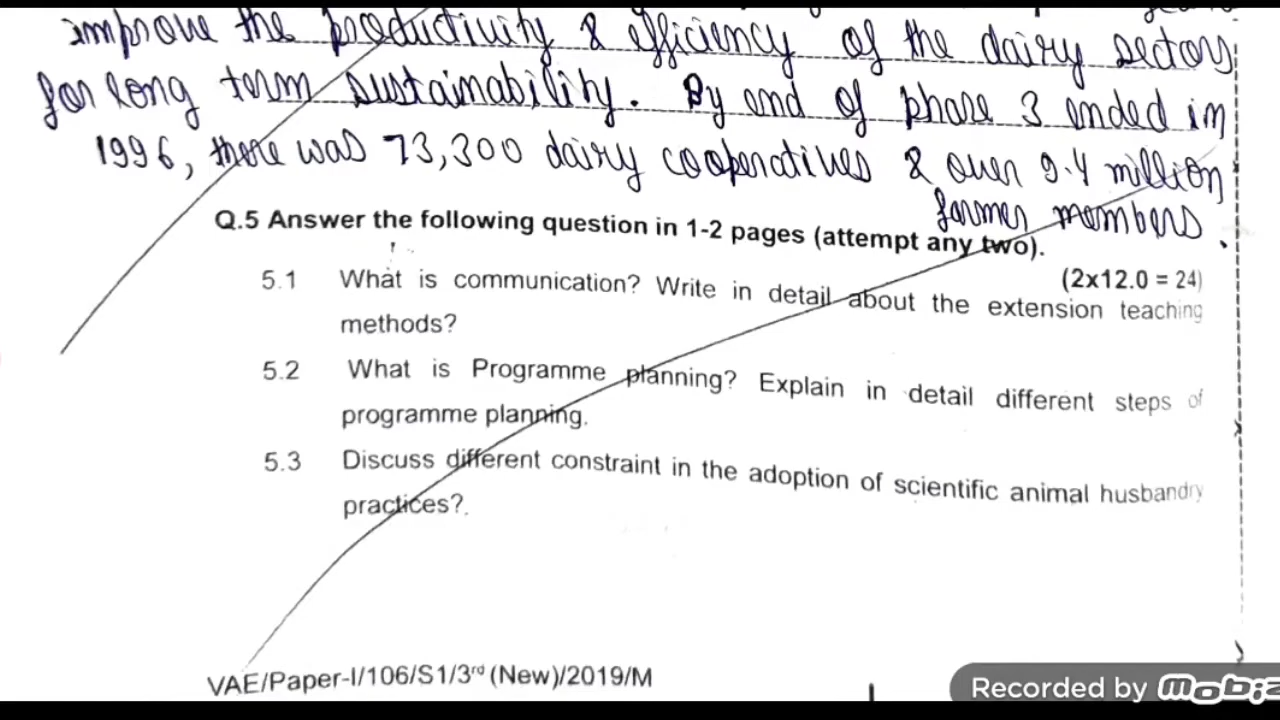 improve the productivity & efficiency of the dairy sectors
for long term sustainability. By end of phase 3 ended in
1996, there was 73,300 dairy cooperatives & over 9.4 million
farmer members.
Q.5 Answer the following question in 1-2 pages (attempt any two).
(2x12.0 = 24)
5.1 What is communication? Write in detail about the extension teaching
methods?
5.2 What is Programme planning? Explain in detail different steps of
programme planning.
5.3 Discuss different constraint in the adoption of scientific animal husbandry
practices?
VAE/Paper-I/106/S1/3rd (New)/2019/M
Recorded by